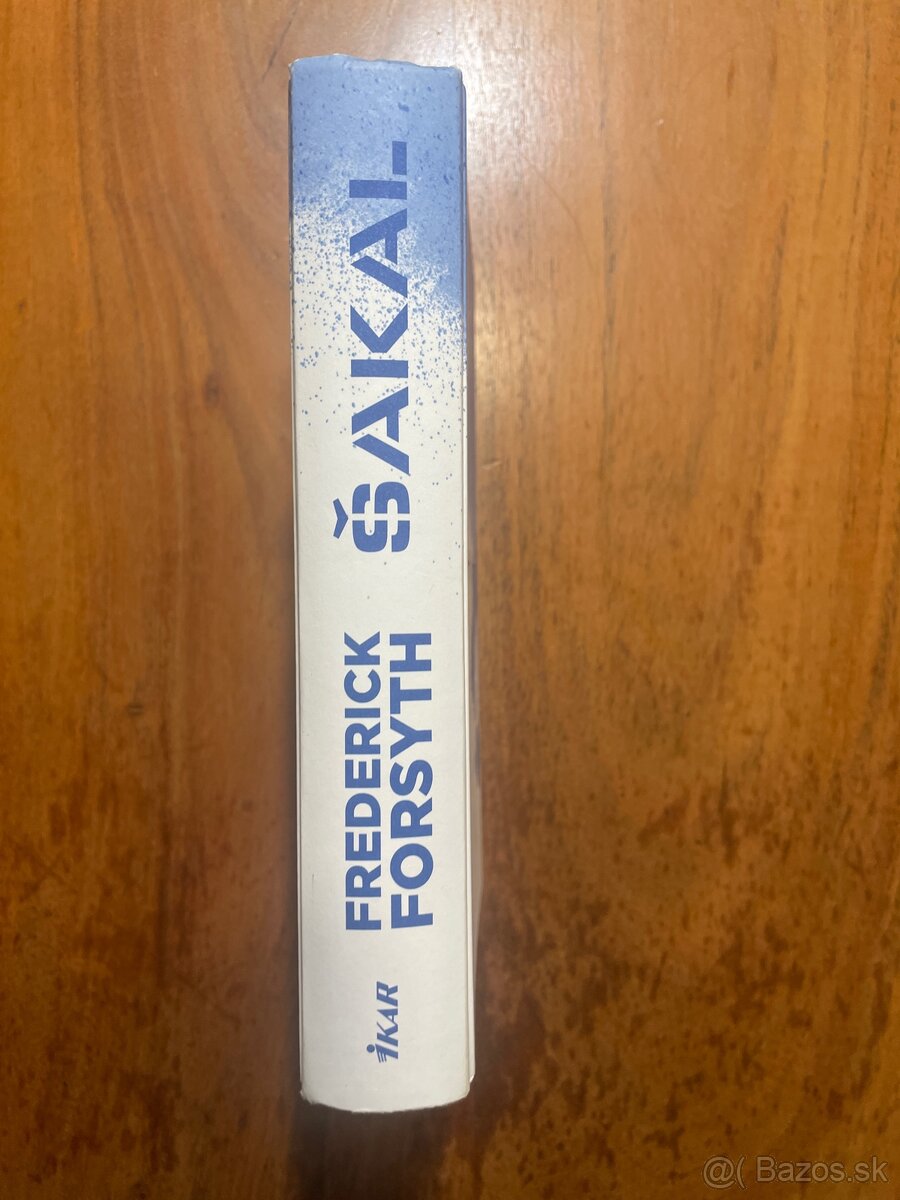 ŠAKAL
FREDERICK
FORSYTH
iKAR
@( Bazos.sk